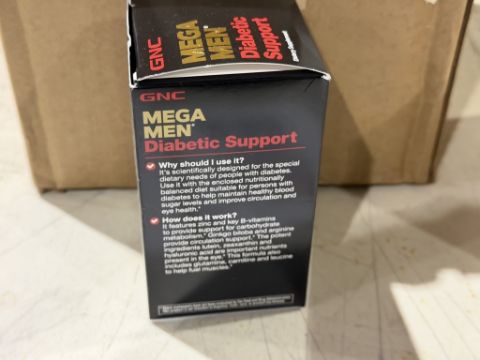 GNC
MEGA
MEN®
Diabetic
Support
Dietary Supplement
GNC
MEGA
MEN®
Diabetic Support
Why should I use it?
It's scientifically designed for the special
dietary needs of people with diabetes.
Use it with the enclosed nutritionally
balanced diet suitable for persons with
diabetes to help maintain healthy blood
sugar levels and improve circulation and
eye health.*
How does it work?
It features zinc and key B-vitamins
to provide support for carbohydrate
metabolism.* Ginkgo biloba and arginine
provide circulation support.* The potent
ingredients lutein, zeaxanthin and
hyaluronic acid are important nutrients
present in the eye.* This formula also
includes glutamine, carnitine and leucine
to help fuel muscles.*